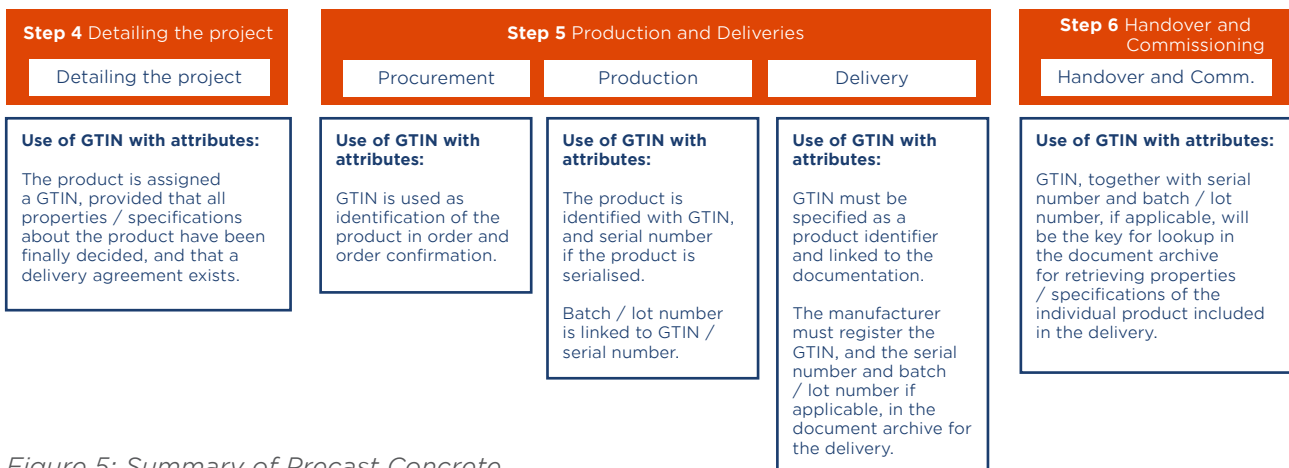 Step 4 Detailing the project
Detailing the project
Step 5 Production and Deliveries
Procurement
Production
Delivery
Step 6 Handover and
Commissioning
Handover and Comm.
Use of GTIN with attributes:
The product is assigned
a GTIN, provided that all
properties / specifications
about the product have been
finally decided, and that a
delivery agreement exists.
Use of GTIN with
attributes:
GTIN is used as
identification of the
product in order and
order confirmation.
Use of GTIN with
attributes:
The product is
identified with GTIN,
and serial number
if the product is
serialised.
Batch / lot number
is linked to GTIN /
serial number.
Use of GTIN with
attributes:
GTIN must be
specified as a
product identifier
and linked to the
documentation.
The manufacturer
must register the
GTIN, and the serial
number and batch
/ lot number if
applicable, in the
document archive for
the delivery.
Use of GTIN with attributes:
GTIN, together with serial
number and batch / lot
number, if applicable, will
be the key for lookup in
the document archive
for retrieving properties
/ specifications of the
individual product included
in the delivery.
Figure 5: Summary of Precast Concrete